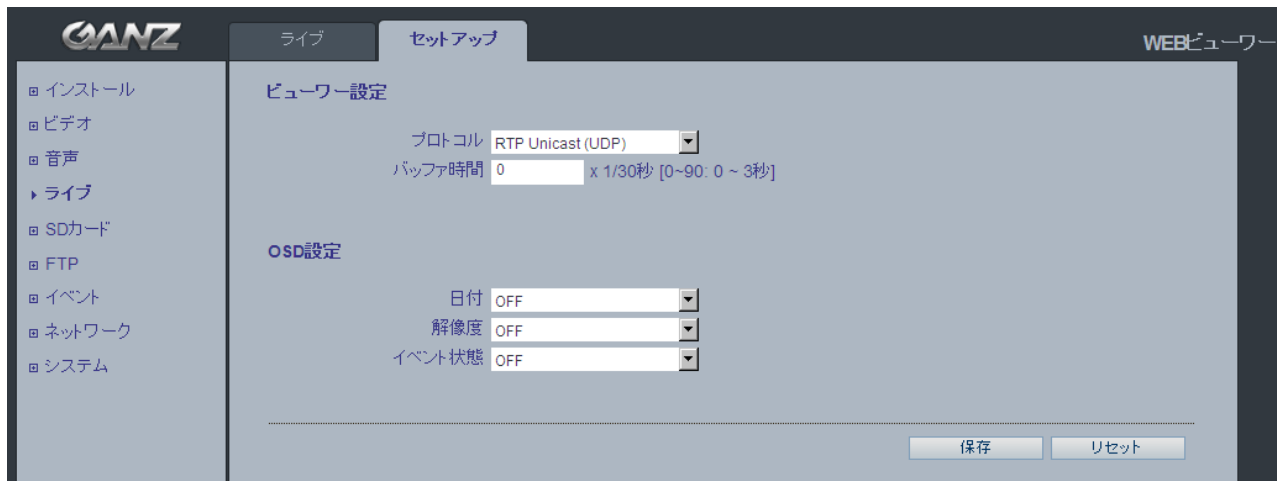 GANZ
ライブ
セットアップ
WEBビューワー
インストール
ビデオ
音声
ライブ
SDカード
FTP
イベント
ネットワーク
システム
ビューワー設定
プロトコル RTP Unicast (UDP)
バッファ時間 0 x 1/30秒 [0~90: 0 ~ 3秒]
OSD設定
日付 OFF
解像度 OFF
イベント状態 OFF
保存 リセット